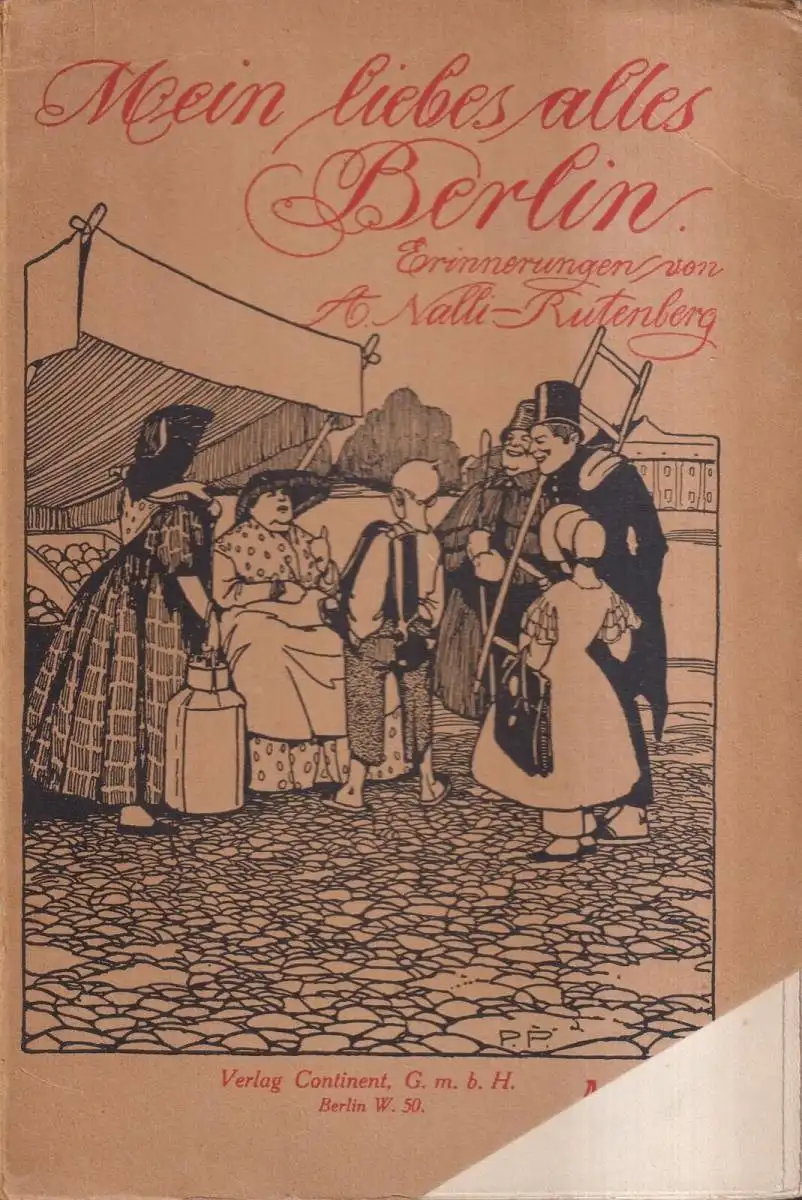 Mein liebes altes
Berlin.
Erinnerungen von
A. Nalli-Rutenberg
P.P.
Verlag Continent, G. m. b. H.
Berlin W. 50.